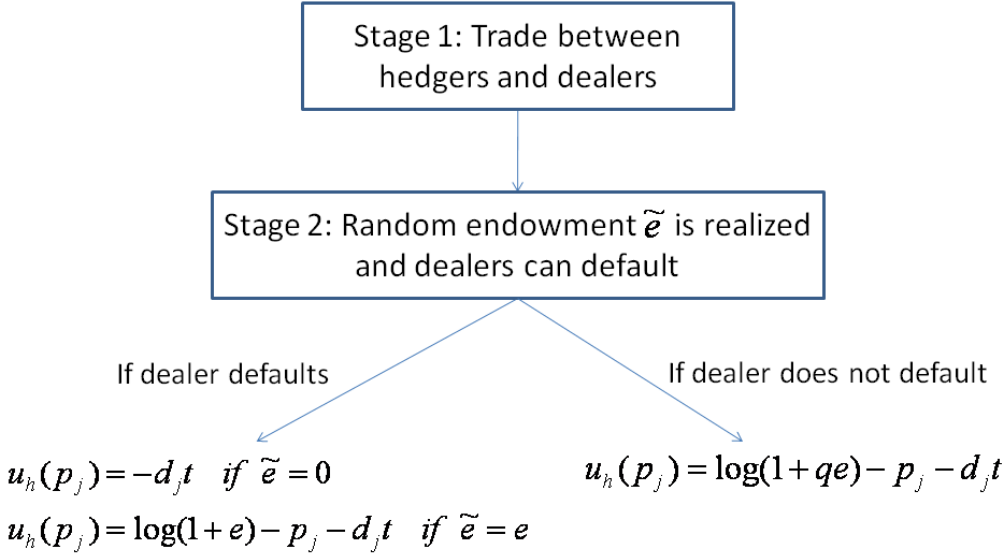 Stage 1: Trade between
hedgers and dealers
Stage 2: Random endowment ẽ is realized
and dealers can default
If dealer defaults
If dealer does not default
u_h(p_j) = −d_j t if ẽ = 0
u_h(p_j) = log(1 + qe) − p_j − d_j t
u_h(p_j) = log(1 + e) − p_j − d_j t if ẽ = e